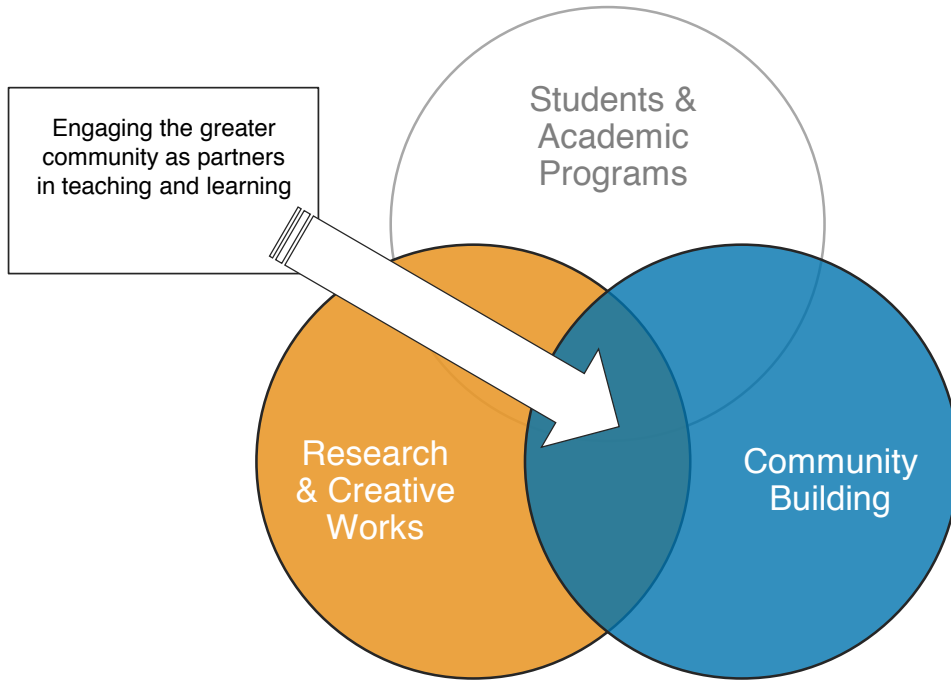 Students &
Academic
Programs
Engaging the greater
community as partners
in teaching and learning
Research
& Creative
Works
Community
Building